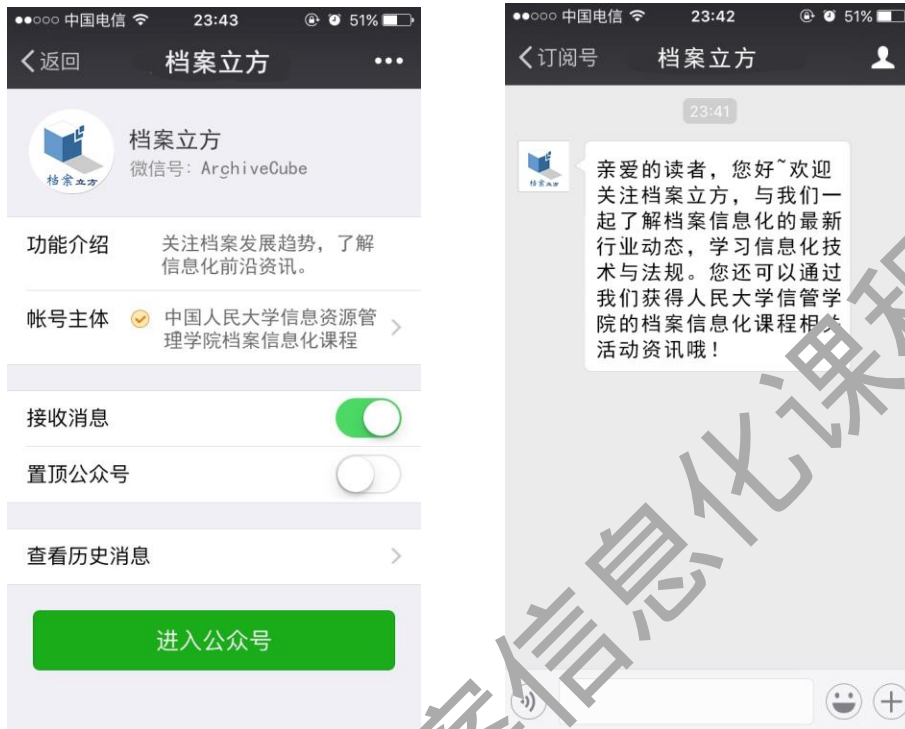 中国电信 23:43 51%
返回 档案立方
档案立方
档案立方
微信号: ArchiveCube
功能介绍 关注档案发展趋势，了解
信息化前沿资讯。
帐号主体 中国人民大学信息资源管
理学院档案信息化课程
接收消息
置顶公众号
查看历史消息
进入公众号
中国电信 23:42 51%
订阅号 档案立方
23:41
档案立方
亲爱的读者，您好~欢迎
关注档案立方，与我们一
起了解档案信息化的最新
行业动态，学习信息化技
术与法规。您还可以通过
我们获得人民大学信管学
院的档案信息化课程相关
活动资讯哦！
案信息化课程